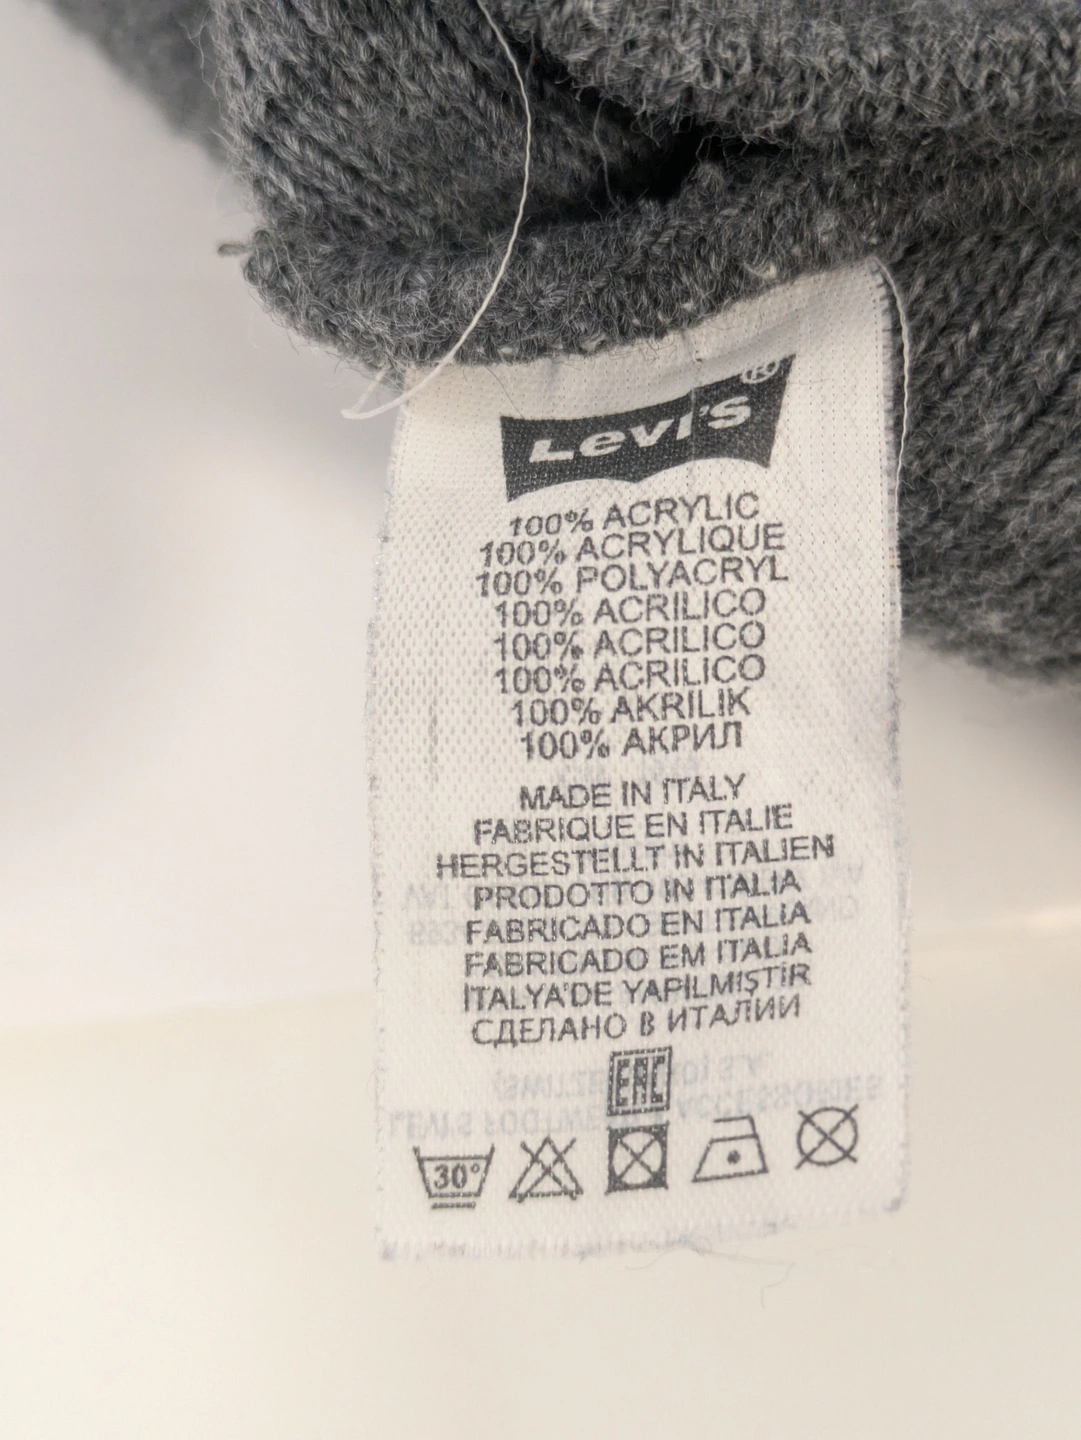 Levi's®
100% ACRYLIC
100% ACRYLIQUE
100% POLYACRYL
100% ACRILICO
100% ACRILICO
100% ACRILICO
100% AKRILIK
100% АКРИЛ
MADE IN ITALY
FABRIQUE EN ITALIE
HERGESTELLT IN ITALIEN
PRODOTTO IN ITALIA
FABRICADO EN ITALIA
FABRICADO EM ITALIA
İTALYA'DE YAPILMIŞTIR
СДЕЛАНО В ИТАЛИИ
EAC
30°